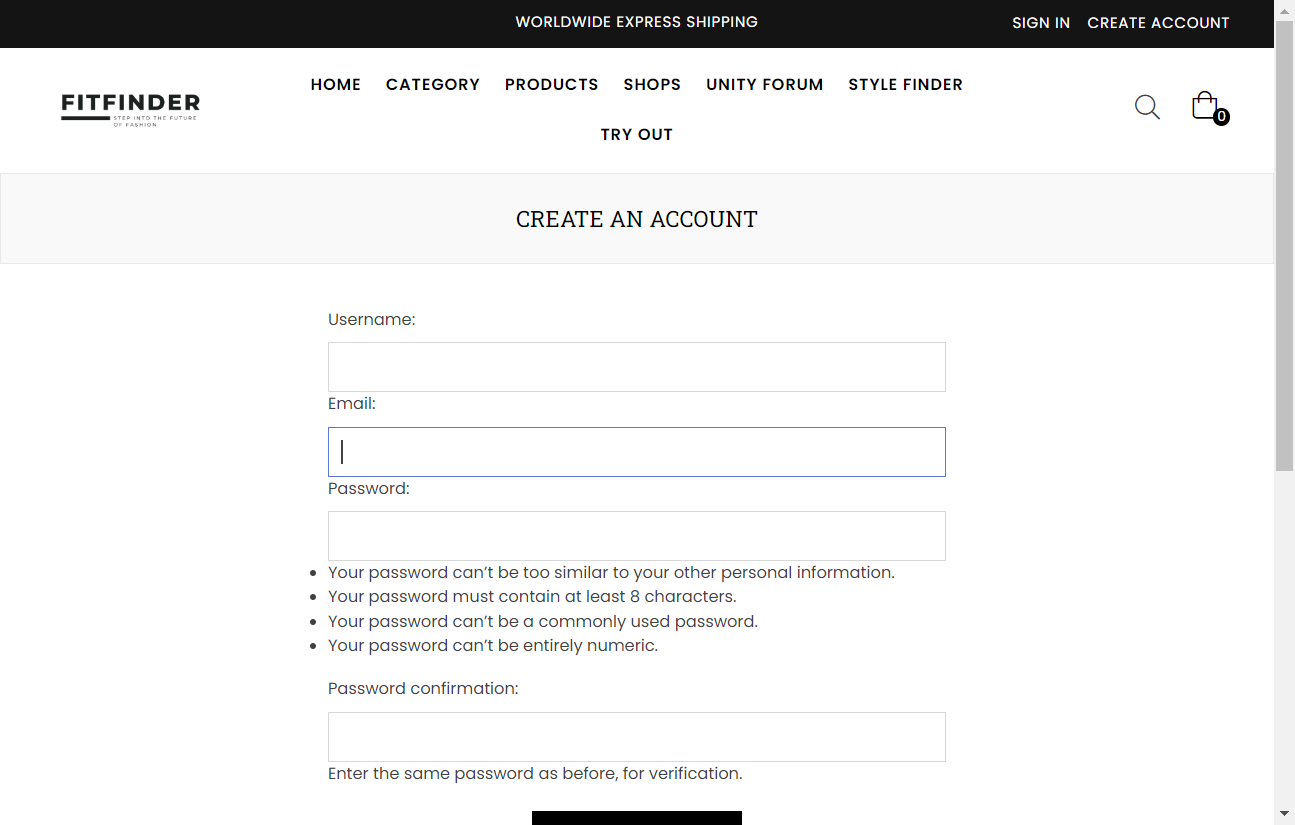 WORLDWIDE EXPRESS SHIPPING
SIGN IN CREATE ACCOUNT
FITFINDER
STEP INTO THE FUTURE
OF FASHION
HOME CATEGORY PRODUCTS SHOPS UNITY FORUM STYLE FINDER
TRY OUT
0
CREATE AN ACCOUNT
Username:
Email:
Password:
Your password can’t be too similar to your other personal information.
Your password must contain at least 8 characters.
Your password can’t be a commonly used password.
Your password can’t be entirely numeric.
Password confirmation:
Enter the same password as before, for verification.